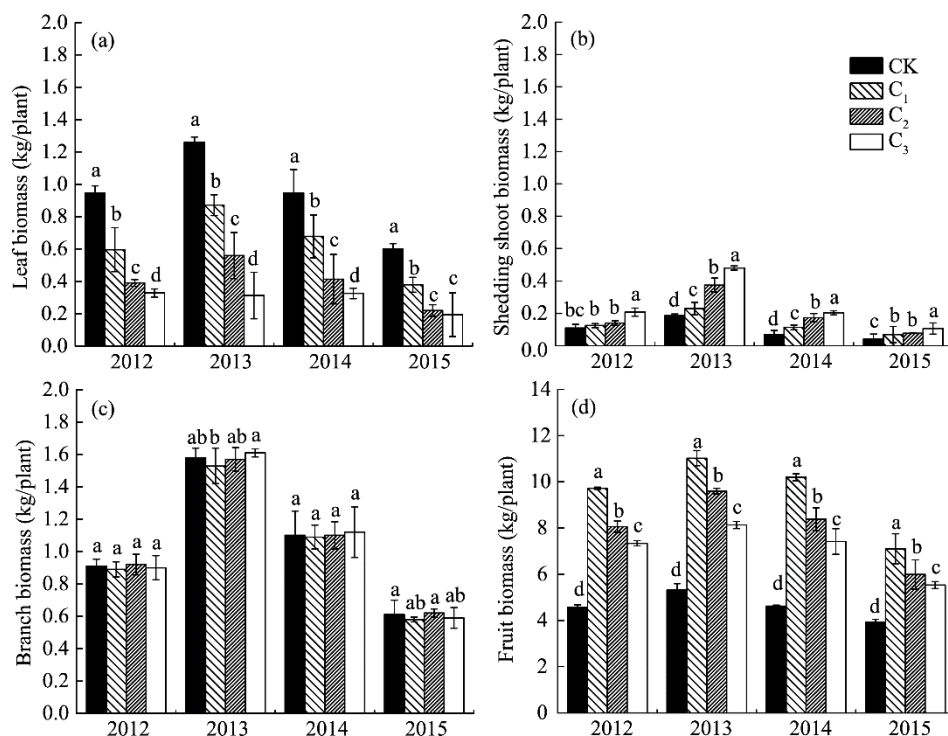 (a)
Leaf biomass (kg/plant)
2.0
1.8
1.6
1.4
1.2
1.0
0.8
0.6
0.4
0.2
0.0
a b c d
a b c d
a b c d
a b c c
2012 2013 2014 2015
(b)
Shedding shoot biomass (kg/plant)
2.0
1.8
1.6
1.4
1.2
1.0
0.8
0.6
0.4
0.2
0.0
CK
C1
C2
C3
bc b b a
d c b a
d c b a
c b b a
2012 2013 2014 2015
(c)
Branch biomass (kg/plant)
2.0
1.8
1.6
1.4
1.2
1.0
0.8
0.6
0.4
0.2
0.0
a a a a
ab b ab a
a a a a
a ab a ab
2012 2013 2014 2015
(d)
Fruit biomass (kg/plant)
14
12
10
8
6
4
2
0
d a b c
d a b c
d a b c
d a b c
2012 2013 2014 2015